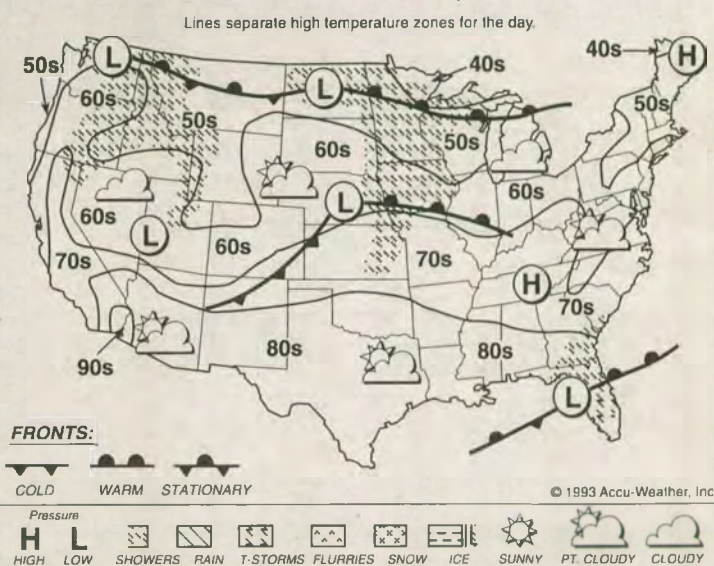 Lines separate high temperature zones for the day.
L
H
40s
40s
50s
60s
50s
50s
50s
L
60s
60s
60s
L
60s
L
70s
70s
H
70s
90s
80s
80s
L
FRONTS:
COLD WARM STATIONARY
© 1993 Accu-Weather, Inc
Pressure
H L
HIGH LOW SHOWERS RAIN T-STORMS FLURRIES SNOW ICE SUNNY PT. CLOUDY CLOUDY